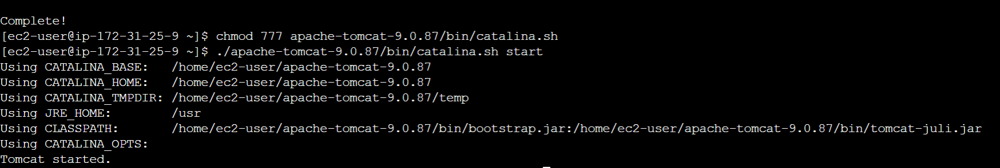 Complete!
[ec2-user@ip-172-31-25-9 ~]$ chmod 777 apache-tomcat-9.0.87/bin/catalina.sh
[ec2-user@ip-172-31-25-9 ~]$ ./apache-tomcat-9.0.87/bin/catalina.sh start
Using CATALINA_BASE:   /home/ec2-user/apache-tomcat-9.0.87
Using CATALINA_HOME:   /home/ec2-user/apache-tomcat-9.0.87
Using CATALINA_TMPDIR: /home/ec2-user/apache-tomcat-9.0.87/temp
Using JRE_HOME:        /usr
Using CLASSPATH:       /home/ec2-user/apache-tomcat-9.0.87/bin/bootstrap.jar:/home/ec2-user/apache-tomcat-9.0.87/bin/tomcat-juli.jar
Using CATALINA_OPTS:
Tomcat started.